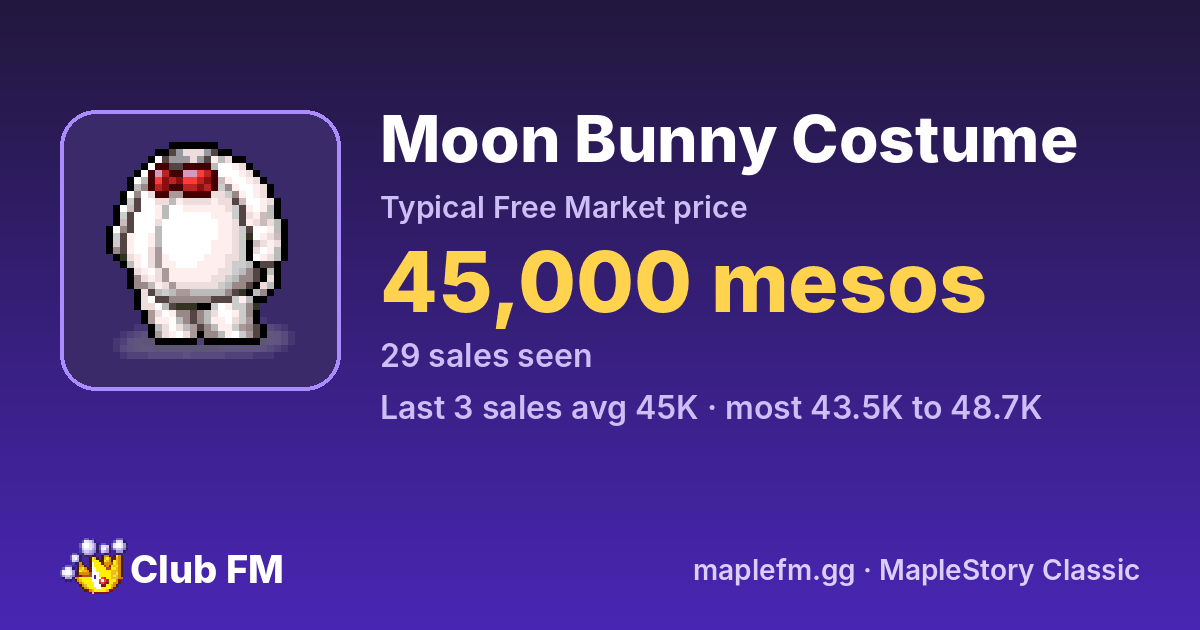 Moon Bunny Costume
Typical Free Market price
45,000 mesos
29 sales seen
Last 3 sales avg 45K · most 43.5K to 48.7K
Club FM
maplefm.gg · MapleStory Classic